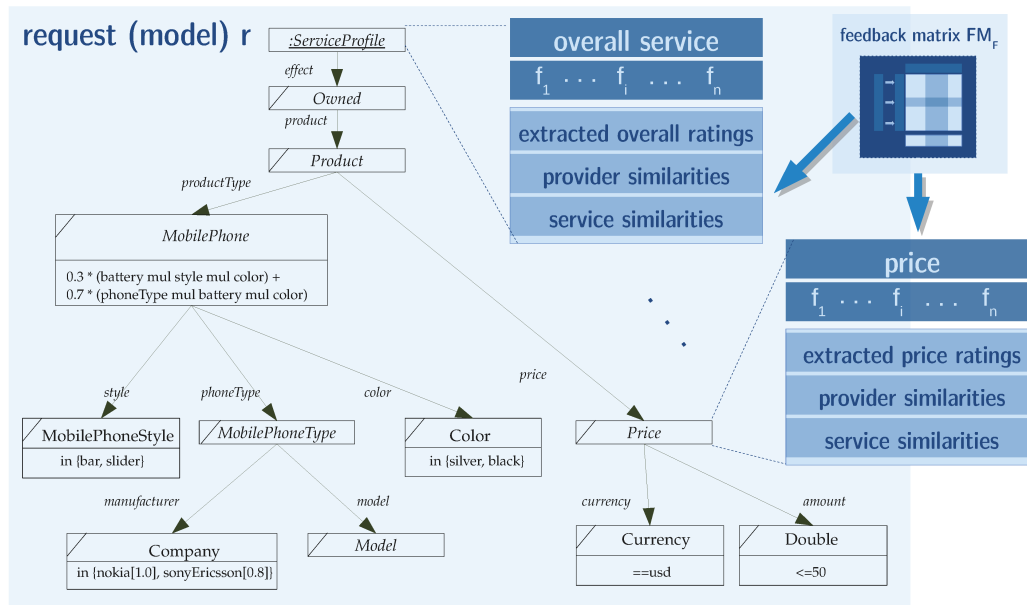 request (model) r
:ServiceProfile
effect
Owned
product
Product
productType
MobilePhone
0.3 * (battery mul style mul color) +
0.7 * (phoneType mul battery mul color)
style
phoneType
color
price
MobilePhoneStyle
in {bar, slider}
MobilePhoneType
Color
in {silver, black}
Price
manufacturer
model
currency
amount
Company
in {nokia[1.0], sonyEricsson[0.8]}
Model
Currency
==usd
Double
<=50
overall service
f1 . . . fi . . . fn
extracted overall ratings
provider similarities
service similarities
feedback matrix FMF
price
f1 . . . fi . . . fn
extracted price ratings
provider similarities
service similarities